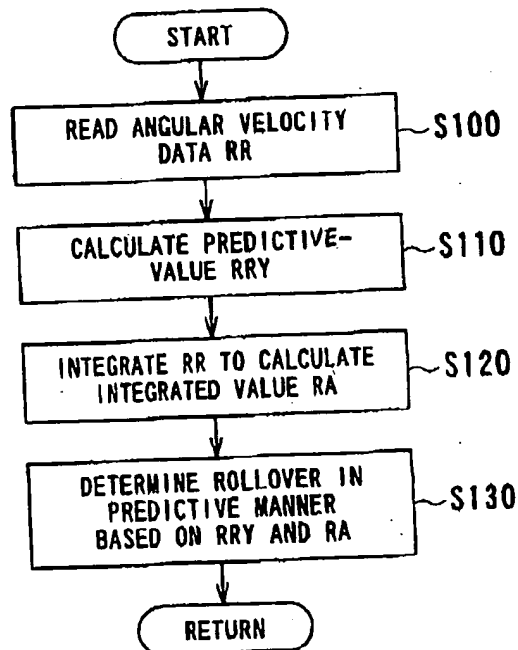 START
READ ANGULAR VELOCITY
DATA RR
S100
CALCULATE PREDICTIVE-
VALUE RRY
S110
INTEGRATE RR TO CALCULATE
INTEGRATED VALUE RA
S120
DETERMINE ROLLOVER IN
PREDICTIVE MANNER
BASED ON RRY AND RA
S130
RETURN